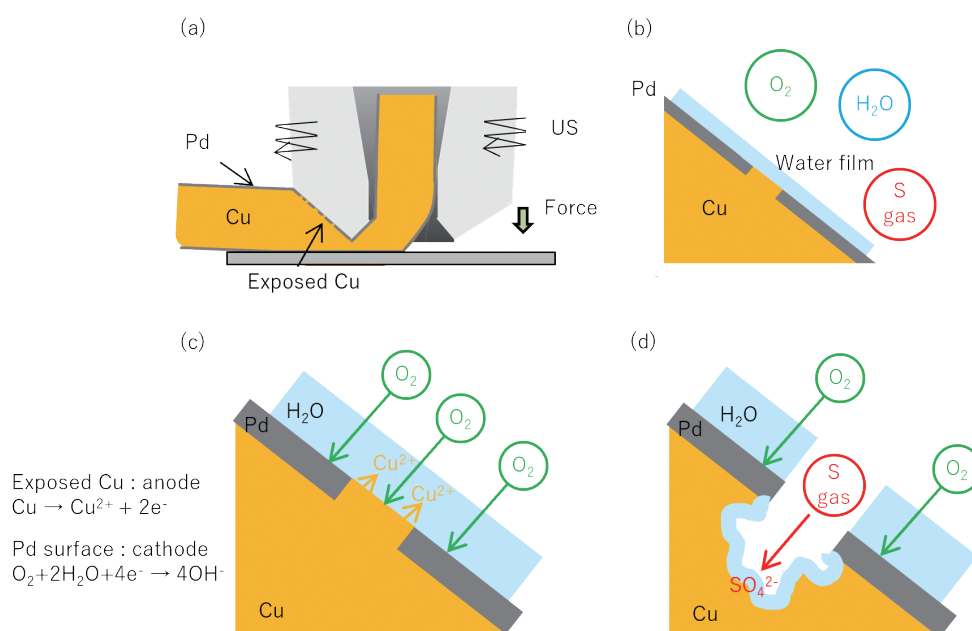 (a)
Pd
Cu
US
Force
Exposed Cu
(b)
Pd
O₂
H₂O
Water film
S
gas
Cu
(c)
O₂
H₂O
O₂
Pd
O₂
Cu²⁺
Cu²⁺
Exposed Cu : anode
Cu → Cu²⁺ + 2e⁻
Pd surface : cathode
O₂+2H₂O+4e⁻ → 4OH⁻
Cu
(d)
O₂
H₂O
Pd
S
gas
O₂
SO₄²⁻
Cu